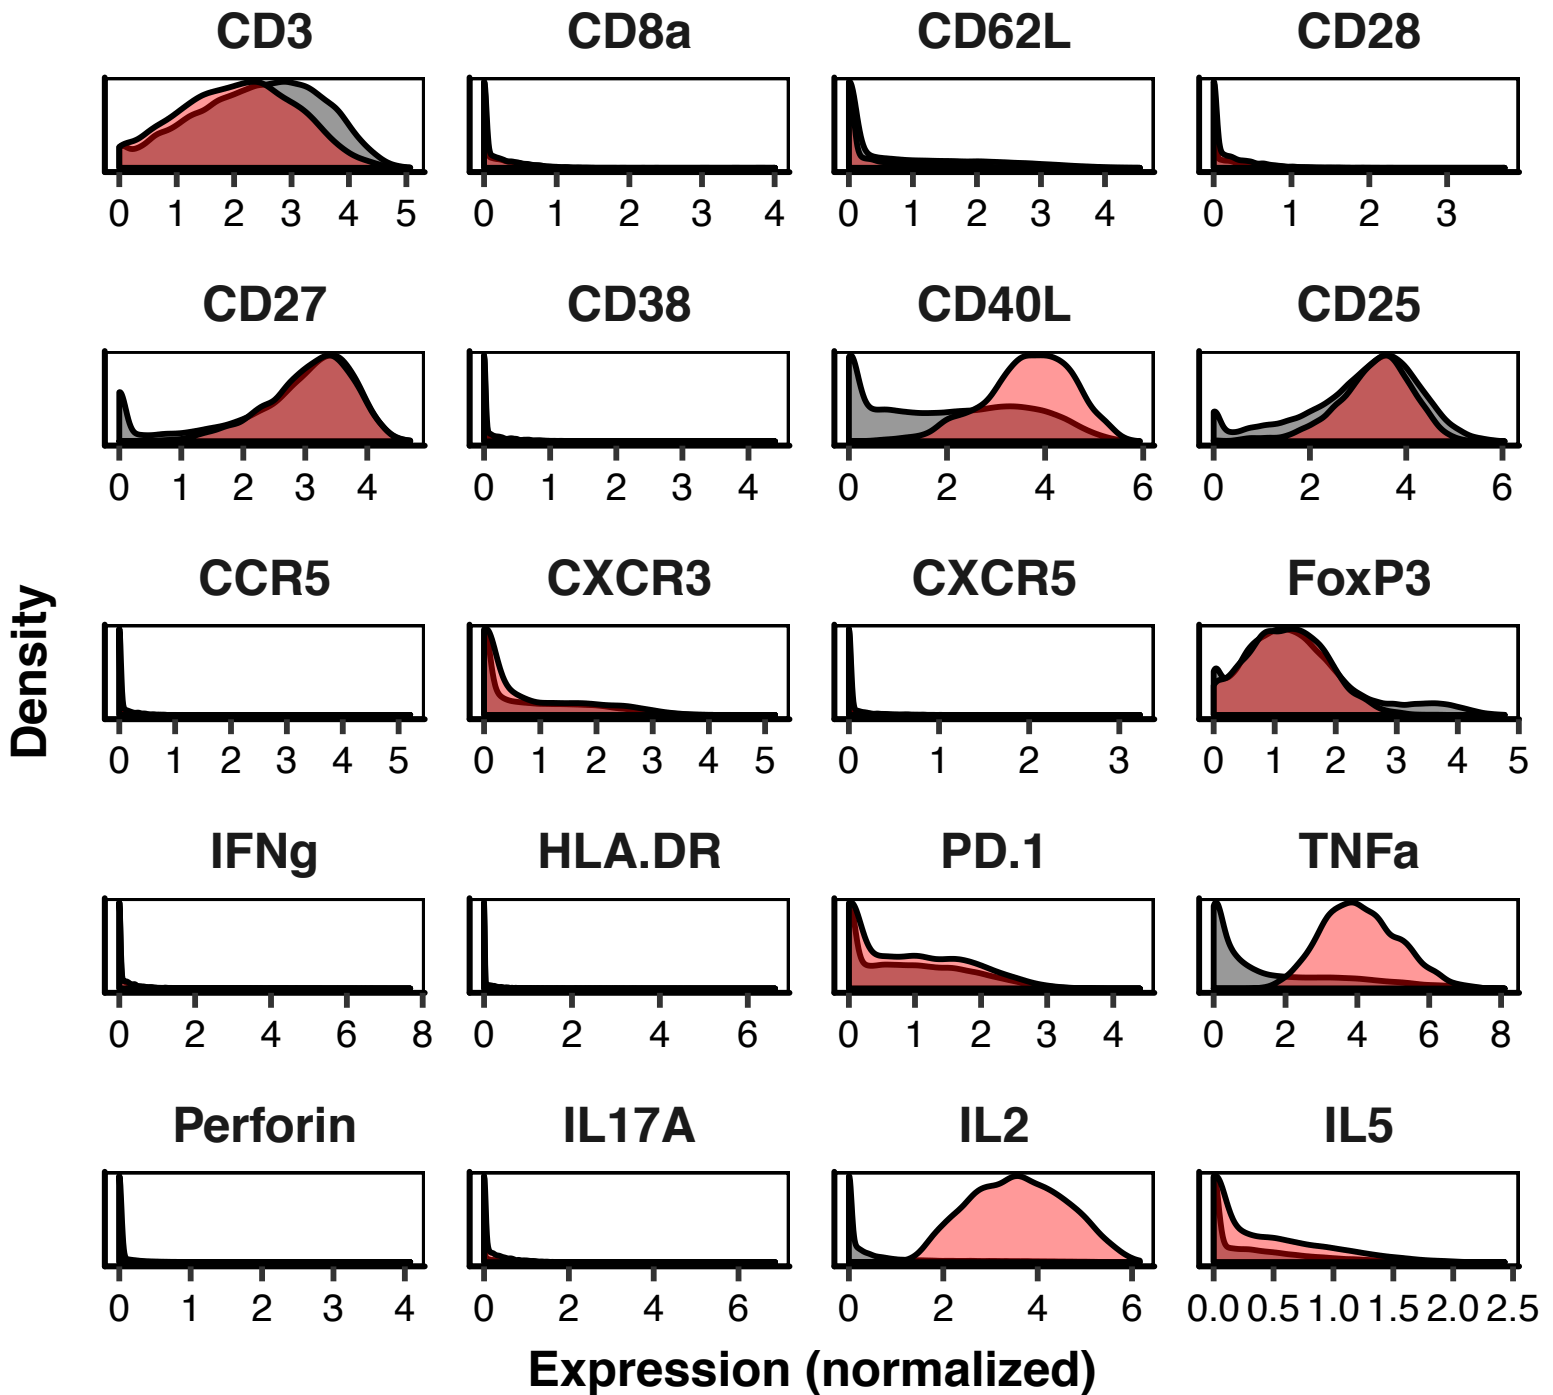 CD3 CD8a CD62L CD28
0 1 2 3 4 5 0 1 2 3 4 0 1 2 3 4 0 1 2 3
CD27 CD38 CD40L CD25
0 1 2 3 4 0 1 2 3 4 0 2 4 6 0 2 4 6
CCR5 CXCR3 CXCR5 FoxP3
0 1 2 3 4 5 0 1 2 3 4 5 0 1 2 3 0 1 2 3 4 5
Density
IFNg HLA.DR PD.1 TNFa
0 2 4 6 8 0 2 4 6 0 1 2 3 4 0 2 4 6 8
Perforin IL17A IL2 IL5
0 1 2 3 4 0 2 4 6 0 2 4 6 0.0 0.5 1.0 1.5 2.0 2.5
Expression (normalized)